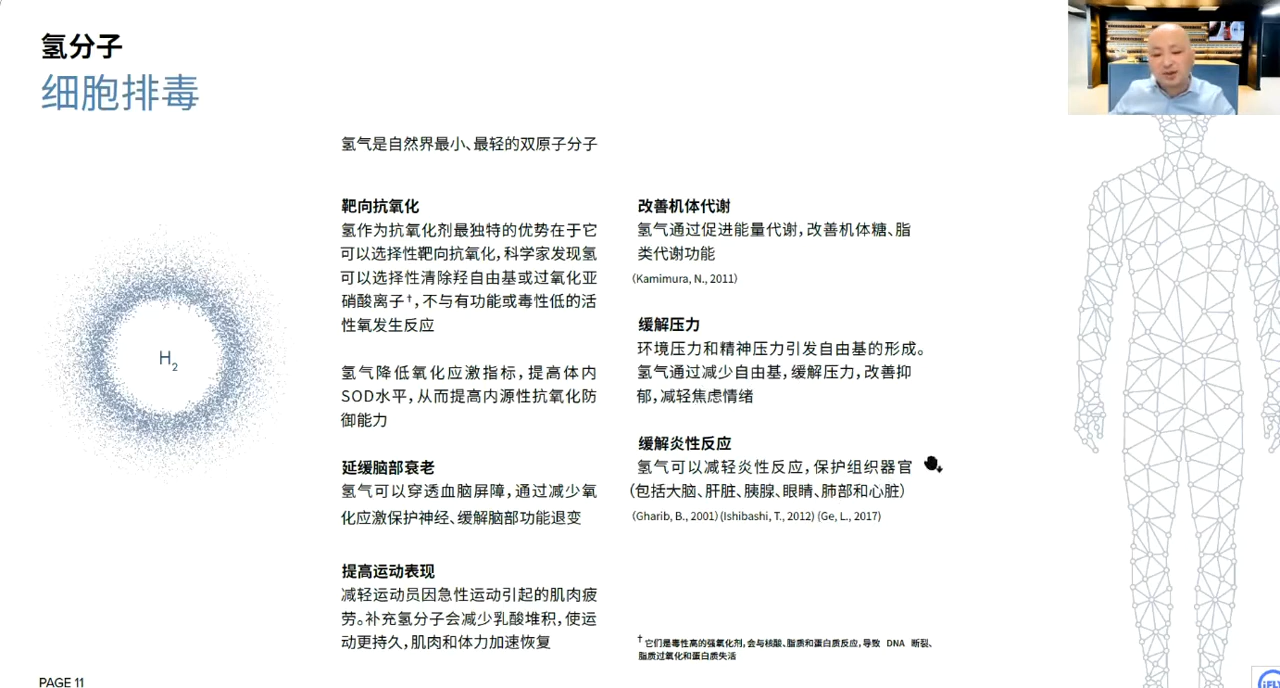 氢分子
细胞排毒
氢气是自然界最小、最轻的双原子分子
靶向抗氧化
氢作为抗氧化剂最独特的优势在于它
可以选择性靶向抗氧化,科学家发现氢
可以选择性清除羟自由基或过氧化亚
硝酸离子†,不与有功能或毒性低的活
性氧发生反应
氢气降低氧化应激指标,提高体内
SOD水平,从而提高内源性抗氧化防
御能力
延缓脑部衰老
氢气可以穿透血脑屏障,通过减少氧
化应激保护神经、缓解脑部功能退变
提高运动表现
减轻运动员因急性运动引起的肌肉疲
劳。补充氢分子会减少乳酸堆积,使运
动更持久,肌肉和体力加速恢复
改善机体代谢
氢气通过促进能量代谢,改善机体糖、脂
类代谢功能
(Kamimura, N., 2011)
缓解压力
环境压力和精神压力引发自由基的形成。
氢气通过减少自由基,缓解压力,改善抑
郁,减轻焦虑情绪
缓解炎性反应
氢气可以减轻炎性反应,保护组织器官
(包括大脑、肝脏、胰腺、眼睛、肺部和心脏)
(Gharib, B., 2001) (Ishibashi, T., 2012) (Ge, L., 2017)
† 它们是毒性高的强氧化剂,会与核酸、脂质和蛋白质反应,导致 DNA 断裂、
脂质过氧化和蛋白质失活
H2
PAGE 11